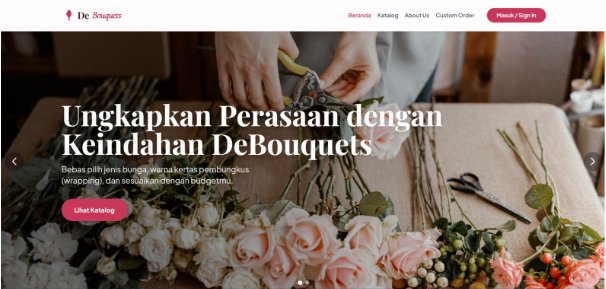 De Bouquets
Beranda Katalog About Us Custom Order Masuk / Sign In
Ungkapkan Perasaan dengan
Keindahan DeBouquets
Bebas pilih jenis bunga, warna kertas pembungkus
(wrapping), dan sesuaikan dengan budgetmu.
Lihat Katalog